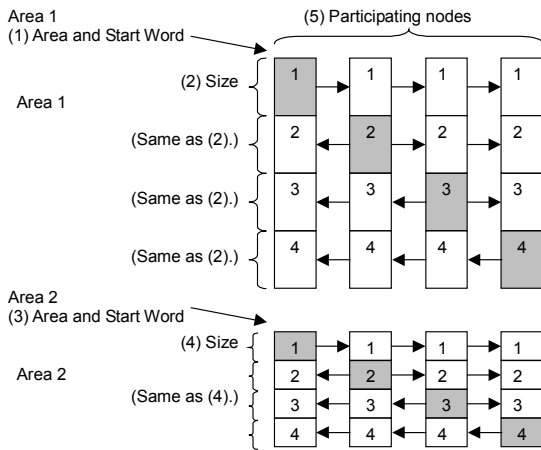 Area 1
(1) Area and Start Word
(5) Participating nodes
(2) Size
1 1 1 1
Area 1
(Same as (2).)
2 2 2 2
(Same as (2).)
3 3 3 3
(Same as (2).)
4 4 4 4
Area 2
(3) Area and Start Word
(4) Size
1 1 1 1
Area 2
2 2 2 2
(Same as (4).)
3 3 3 3
4 4 4 4